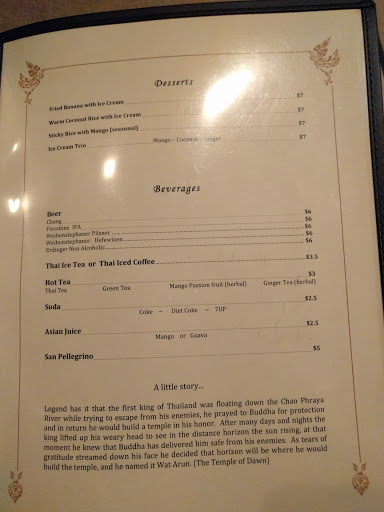 Desserts
Fried Banana with Ice Cream $7
Warm Coconut Rice with Ice Cream $7
Sticky Rice with Mango (seasonal) $7
Ice Cream Trio Mango~ Coconut~ Ginger $7
Beverages
Beer $6
Chang $6
Firestone IPA $6
Weihenstephaner Pilsner $6
Weihenstephaner Hefewizen $6
Erdinger Non Alcoholic
Thai Ice Tea or Thai Iced Coffee $3.5
Hot Tea $3
Thai Tea Green Tea Mango Passion fruit (herbal) Ginger Tea (herbal)
Soda $2.5
Coke ~ Diet Coke ~ 7UP
Asian Juice $2.5
Mango or Guava
San Pellegrino $5
A little story...
Legend has it that the first king of Thailand was floating down the Chao Phraya
River while trying to escape from his enemies, he prayed to Buddha for protection
and in return he would build a temple in his honor. After many days and nights the
king lifted up his weary head to see in the distance horizon the sun rising, at that
moment he knew that Buddha has delivered him safe from his enemies. As tears of
gratitude streamed down his face he decided that horizon will be where he would
build the temple, and he named it Wat Arun. (The Temple of Dawn)